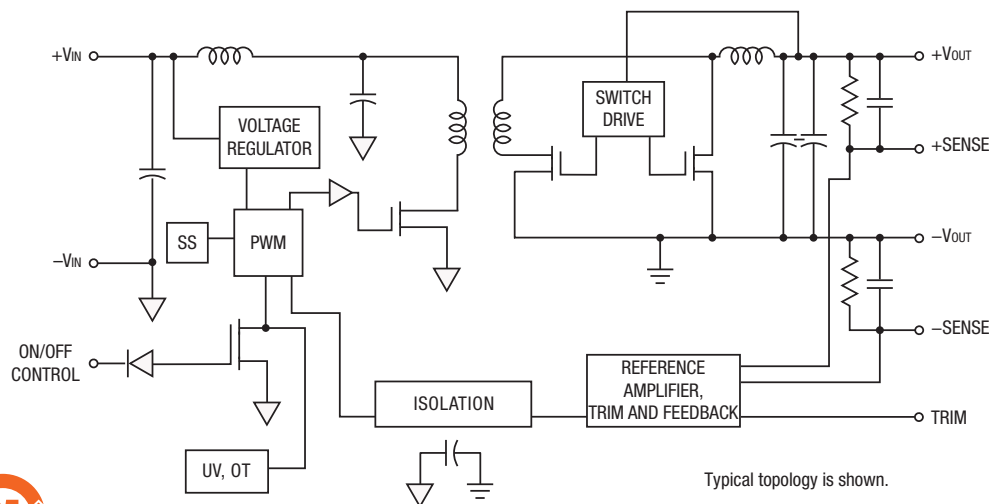 +VIN
+VOUT
SWITCH
DRIVE
VOLTAGE
REGULATOR
+SENSE
SS
PWM
−VOUT
−VIN
−SENSE
ON/OFF
CONTROL
REFERENCE
AMPLIFIER,
TRIM AND FEEDBACK
ISOLATION
TRIM
UV, OT
Typical topology is shown.